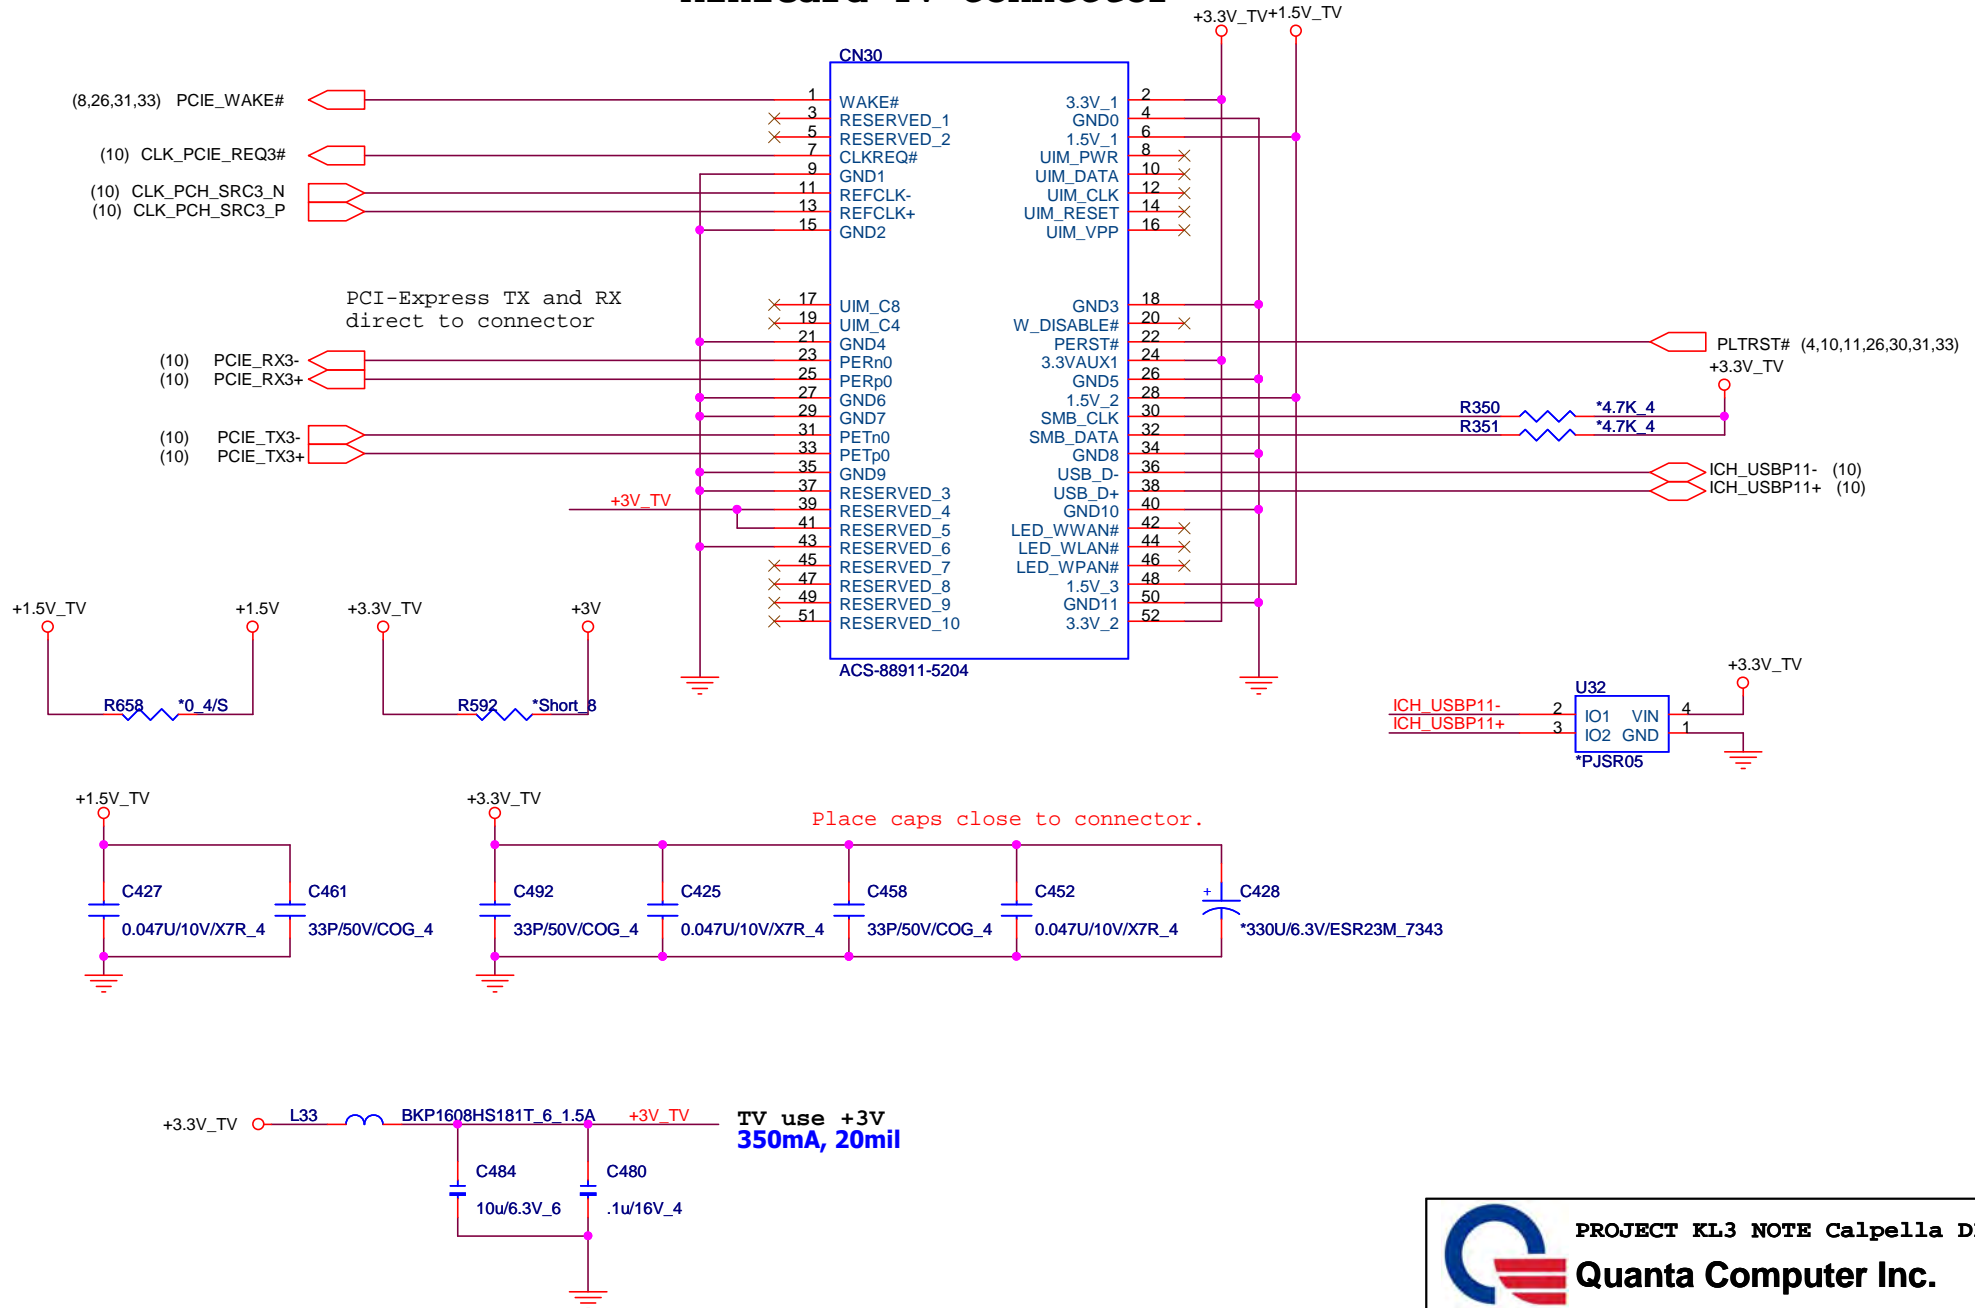 +3.3V_TV +1.5V_TV
CN30
(8,26,31,33) PCIE_WAKE# 1 WAKE# 3.3V_1 2
3 RESERVED_1 GND0 4
5 RESERVED_2 1.5V_1 6
(10) CLK_PCIE_REQ3# 7 CLKREQ# UIM_PWR 8
9 GND1 UIM_DATA 10
(10) CLK_PCH_SRC3_N 11 REFCLK- UIM_CLK 12
(10) CLK_PCH_SRC3_P 13 REFCLK+ UIM_RESET 14
15 GND2 UIM_VPP 16
PCI-Express TX and RX
direct to connector
17 UIM_C8 GND3 18
19 UIM_C4 W_DISABLE# 20
21 GND4 PERST# 22 PLTRST# (4,10,11,26,30,31,33)
(10) PCIE_RX3- 23 PERn0 3.3VAUX1 24
+3.3V_TV
(10) PCIE_RX3+ 25 PERp0 GND5 26
27 GND6 1.5V_2 28
29 GND7 SMB_CLK 30 R350 *4.7K_4
(10) PCIE_TX3- 31 PETn0 SMB_DATA 32 R351 *4.7K_4
(10) PCIE_TX3+ 33 PETp0 GND8 34
35 GND9 USB_D- 36 ICH_USBP11- (10)
37 RESERVED_3 USB_D+ 38 ICH_USBP11+ (10)
+3V_TV 39 RESERVED_4 GND10 40
41 RESERVED_5 LED_WWAN# 42
43 RESERVED_6 LED_WLAN# 44
45 RESERVED_7 LED_WPAN# 46
47 RESERVED_8 1.5V_3 48
49 RESERVED_9 GND11 50
51 RESERVED_10 3.3V_2 52
ACS-88911-5204
+1.5V_TV +1.5V +3.3V_TV +3V
R658 *0_4/S R592 *Short_8
+3.3V_TV
U32
ICH_USBP11- 2 IO1 VIN 4
ICH_USBP11+ 3 IO2 GND 1
*PJSR05
+1.5V_TV +3.3V_TV
Place caps close to connector.
C427 C461 C492 C425 C458 C452 + C428
0.047U/10V/X7R_4 33P/50V/COG_4 33P/50V/COG_4 0.047U/10V/X7R_4 33P/50V/COG_4 0.047U/10V/X7R_4 *330U/6.3V/ESR23M_7343
+3.3V_TV L33 BKP1608HS181T_6_1.5A +3V_TV TV use +3V
350mA, 20mil
C484 C480
10u/6.3V_6 .1u/16V_4
PROJECT KL3 NOTE Calpella
Quanta Computer Inc.